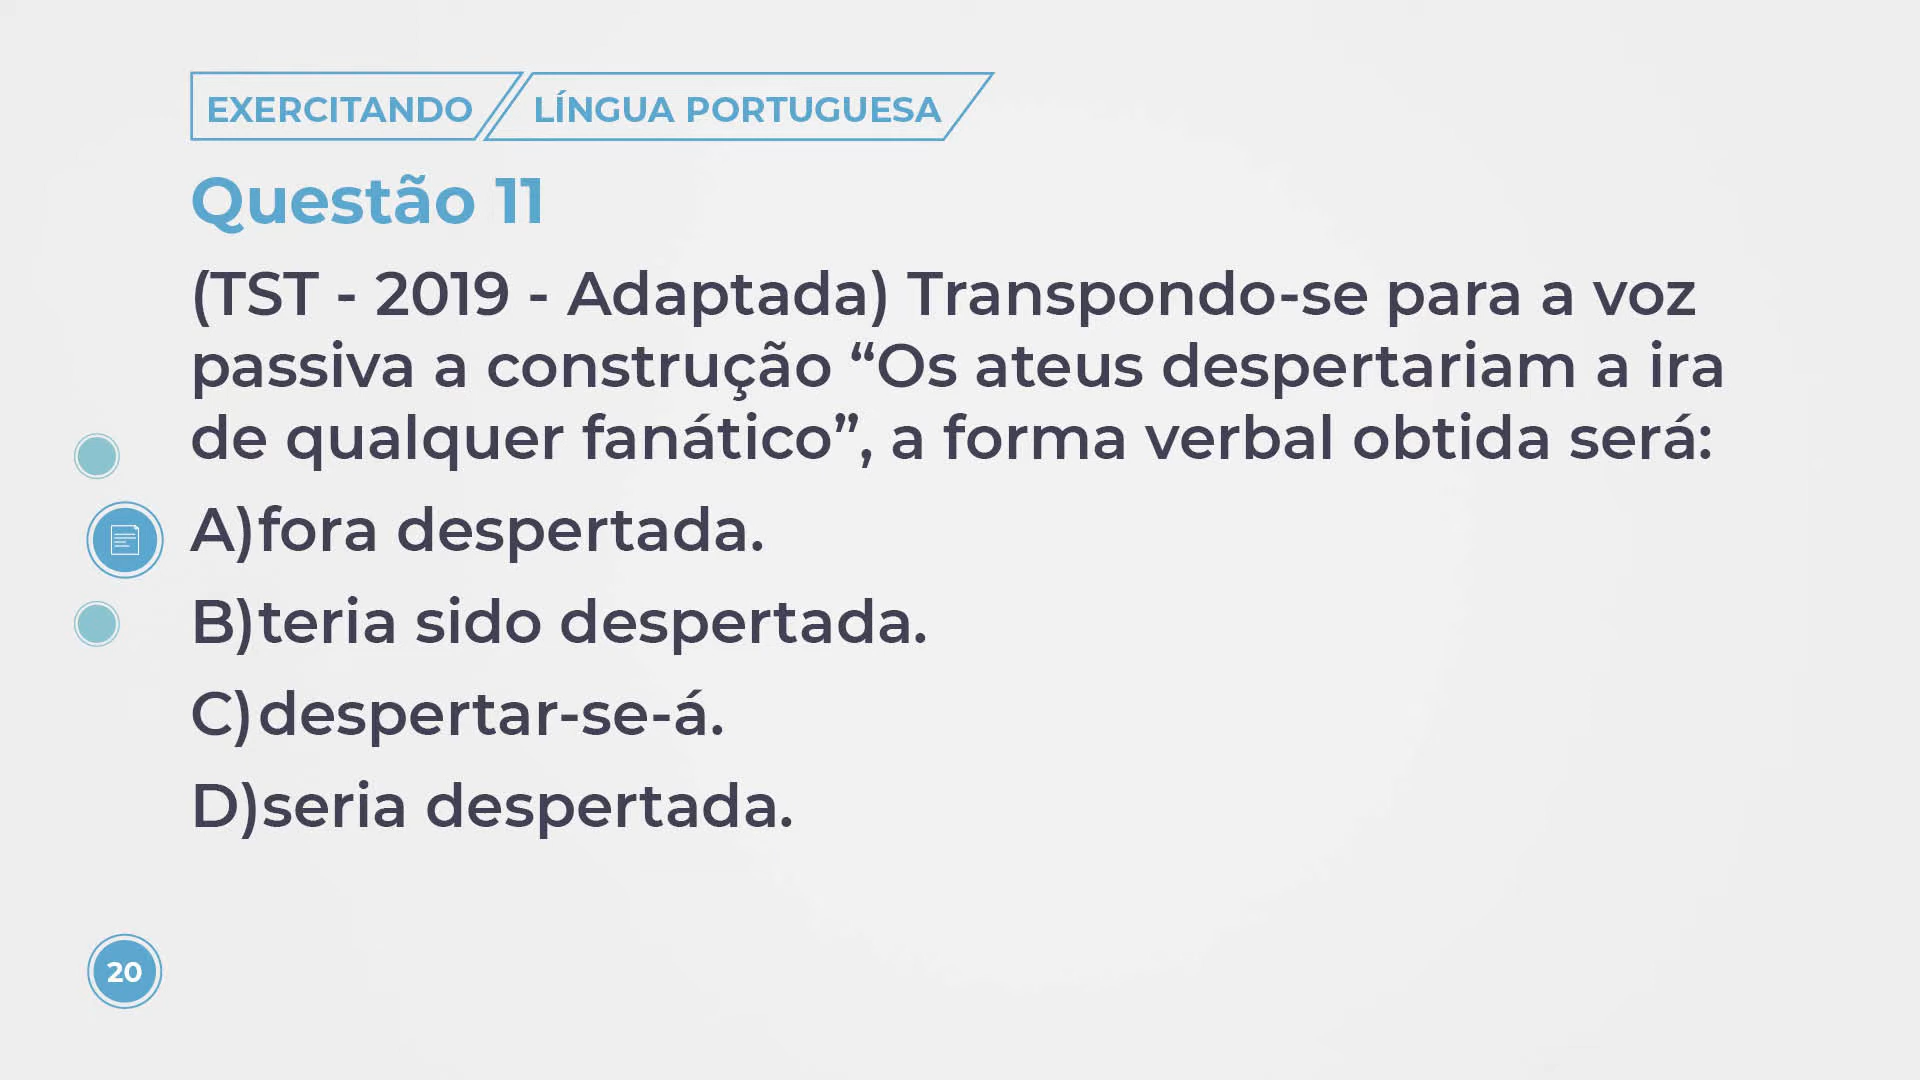 EXERCITANDO LÍNGUA PORTUGUESA
Questão 11
(TST - 2019 - Adaptada) Transpondo-se para a voz
passiva a construção “Os ateus despertariam a ira
de qualquer fanático”, a forma verbal obtida será:
A) fora despertada.
B) teria sido despertada.
C) despertar-se-á.
D) seria despertada.
20